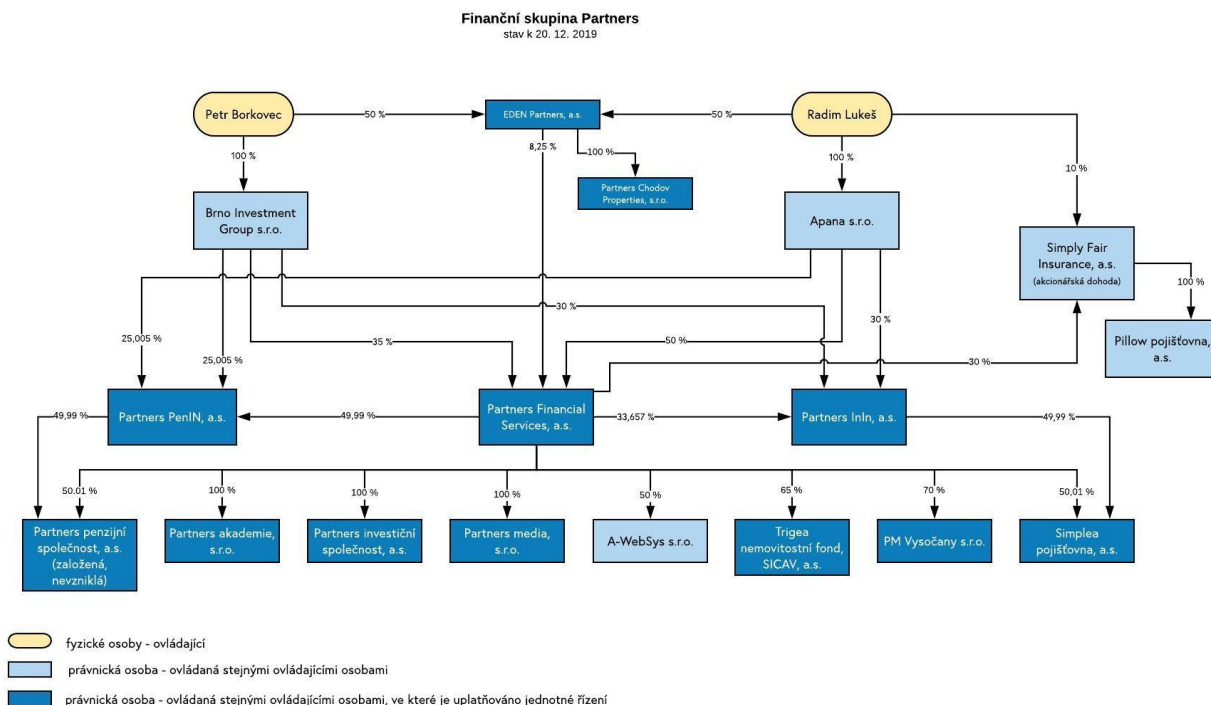 Finanční skupina Partners
stav k 20. 12. 2019
Petr Borkovec
50 %
EDEN Partners, a.s.
50 %
Radim Lukeš
100 %
8,25 %
100 %
100 %
10 %
Partners Chodov
Properties, s.r.o.
Brno Investment
Group s.r.o.
Apana s.r.o.
Simply Fair
Insurance, a.s.
(akcionářská dohoda)
100 %
30 %
30 %
25,005 %
35 %
50 %
Pillow pojišťovna,
a.s.
25,005 %
30 %
49,99 %
Partners PenIN, a.s.
49,99 %
Partners Financial
Services, a.s.
33,657 %
Partners InIn, a.s.
49,99 %
50.01 %
100 %
100 %
100 %
50 %
65 %
70 %
50,01 %
Partners penzijní
společnost, a.s.
(založená,
nevzniklá)
Partners akademie,
s.r.o.
Partners investiční
společnost, a.s.
Partners media,
s.r.o.
A-WebSys s.r.o.
Trigea
nemovitostní fond,
SICAV, a.s.
PM Vysočany s.r.o.
Simplea
pojišťovna, a.s.
fyzické osoby - ovládající
právnická osoba - ovládaná stejnými ovládajícími osobami
právnická osoba - ovládaná stejnými ovládajícími osobami, ve které je uplatňováno jednotné řízení